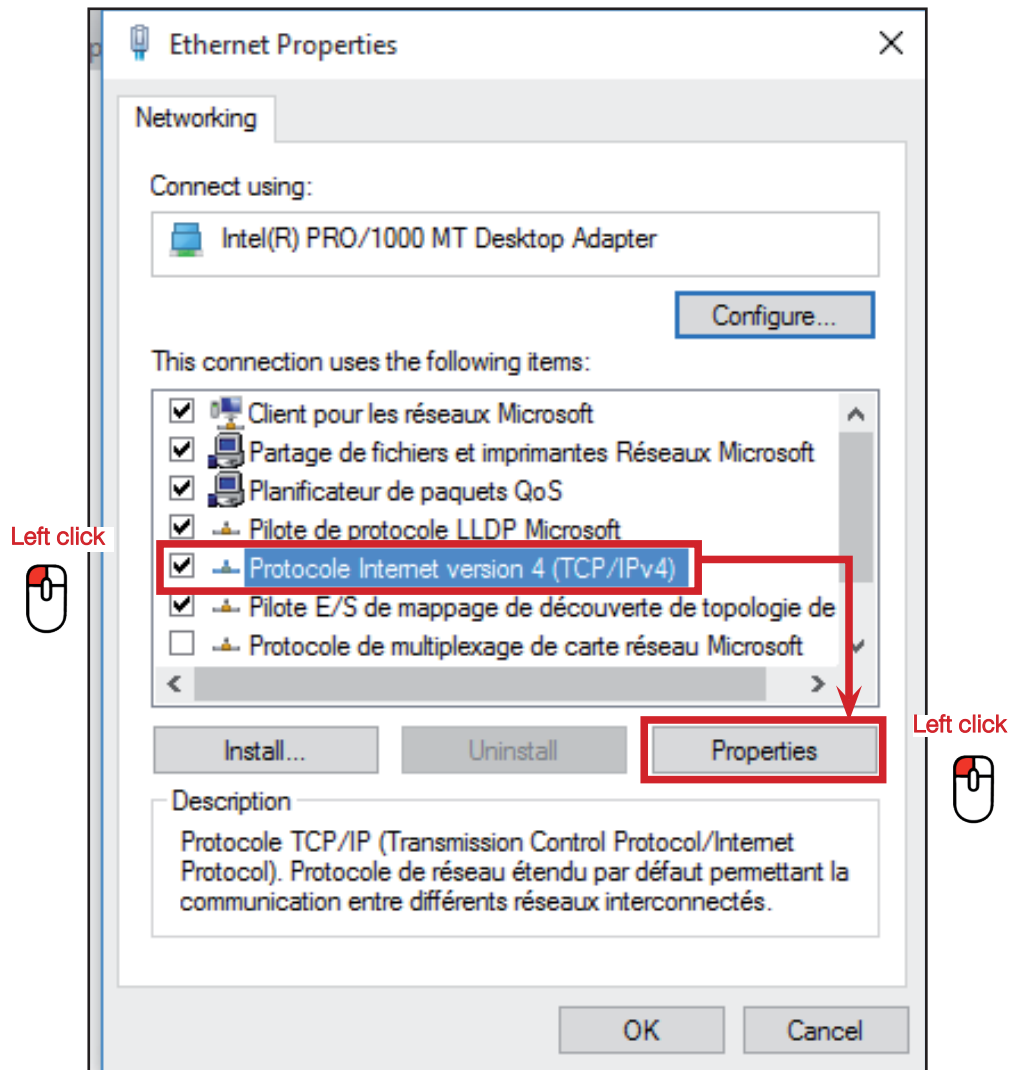 Ethernet Properties
Networking
Connect using:
Intel(R) PRO/1000 MT Desktop Adapter
Configure...
This connection uses the following items:
Client pour les réseaux Microsoft
Partage de fichiers et imprimantes Réseaux Microsoft
Planificateur de paquets QoS
Pilote de protocole LLDP Microsoft
Left click
Protocole Internet version 4 (TCP/IPv4)
Pilote E/S de mappage de découverte de topologie de
Protocole de multiplexage de carte réseau Microsoft
Left click
Install...
Uninstall
Properties
Description
Protocole TCP/IP (Transmission Control Protocol/Internet
Protocol). Protocole de réseau étendu par défaut permettant la
communication entre différents réseaux interconnectés.
OK
Cancel